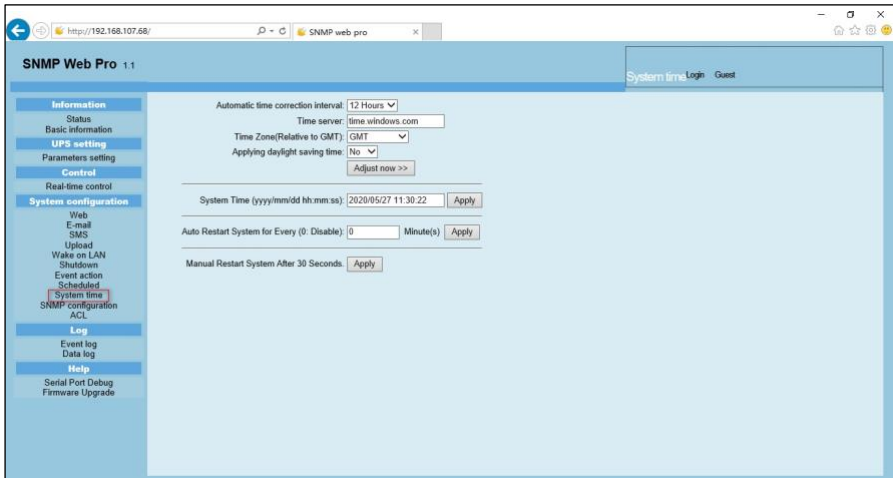 http://192.168.107.68/
SNMP web pro
SNMP Web Pro 1.1
System time Login Guest
Information
Status
Basic information
UPS setting
Parameters setting
Control
Real-time control
System configuration
Web
E-mail
SMS
Upload
Wake on LAN
Shutdown
Event action
Scheduled
System time
SNMP configuration
ACL
Log
Event log
Data log
Help
Serial Port Debug
Firmware Upgrade
Automatic time correction interval: 12 Hours
Time server: time.windows.com
Time Zone(Relative to GMT): GMT
Applying daylight saving time: No
Adjust now >>
System Time (yyyy/mm/dd hh:mm:ss): 2020/05/27 11:30:22 Apply
Auto Restart System for Every (0: Disable): 0 Minute(s) Apply
Manual Restart System After 30 Seconds. Apply